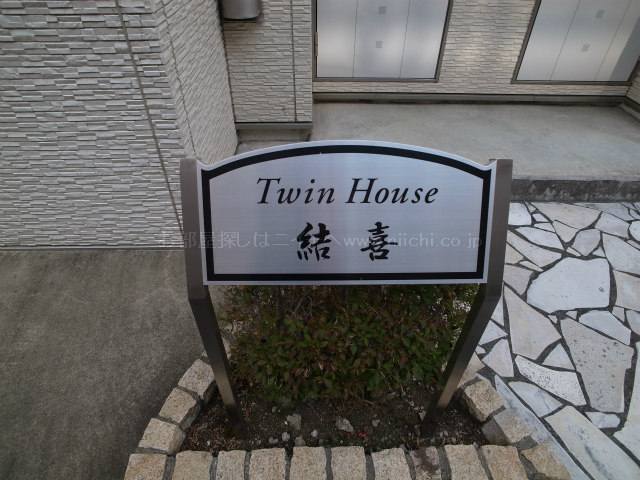 Twin House
結 喜